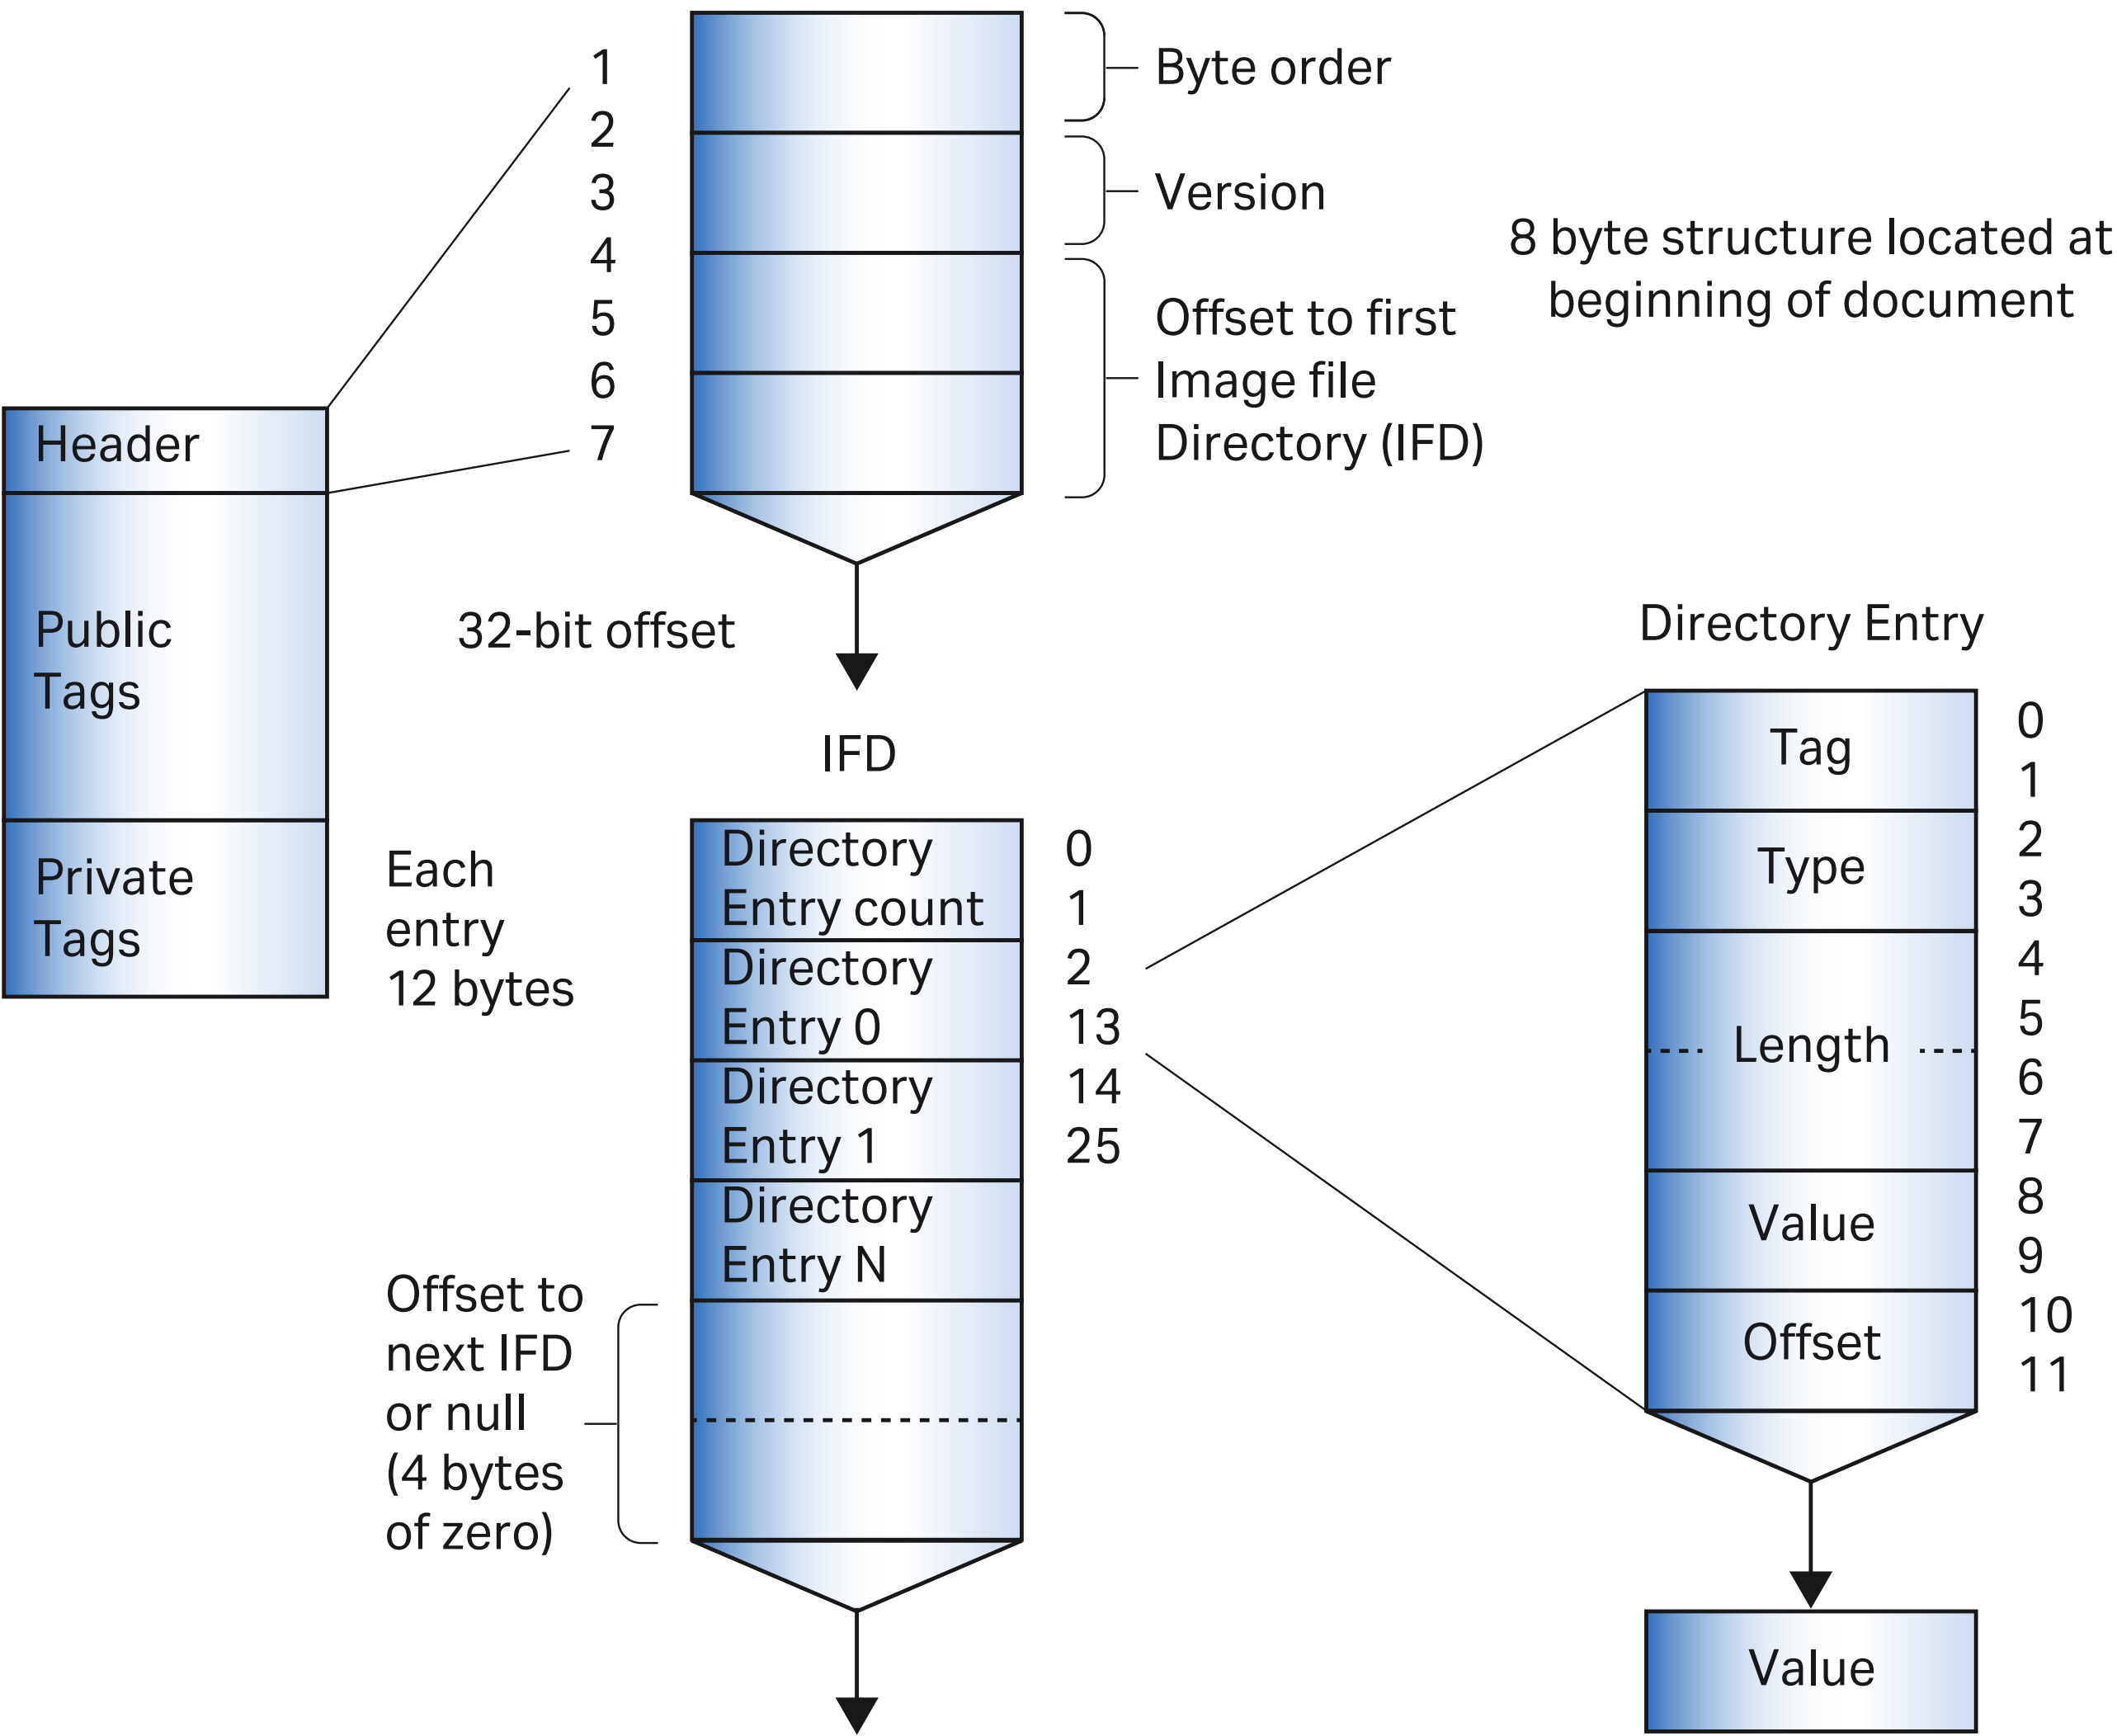 1
2
3
4
5
6
7
Byte order
Version
Offset to first
Image file
Directory (IFD)
8 byte structure located at
beginning of document
Header
Public
Tags
Private
Tags
32-bit offset
IFD
Each
entry
12 bytes
Directory
Entry count
Directory
Entry 0
Directory
Entry 1
Directory
Entry N
0
1
2
13
14
25
Offset to
next IFD
or null
(4 bytes
of zero)
Directory Entry
Tag
Type
Length
Value
Offset
0
1
2
3
4
5
6
7
8
9
10
11
Value